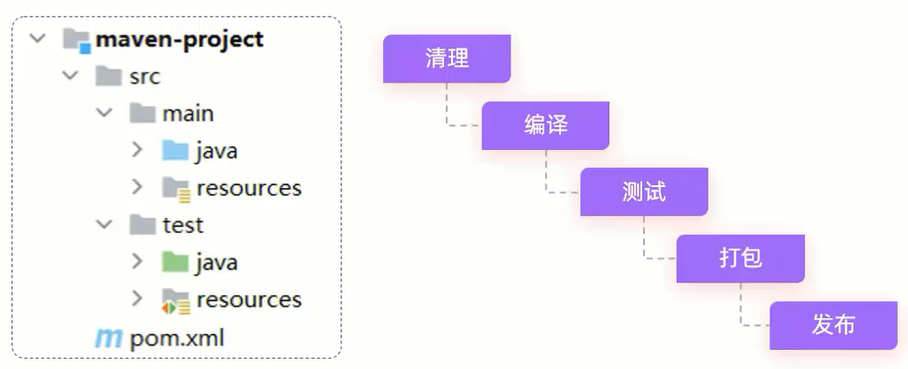 maven-project
src
main
java
resources
test
java
resources
pom.xml
清理
编译
测试
打包
发布